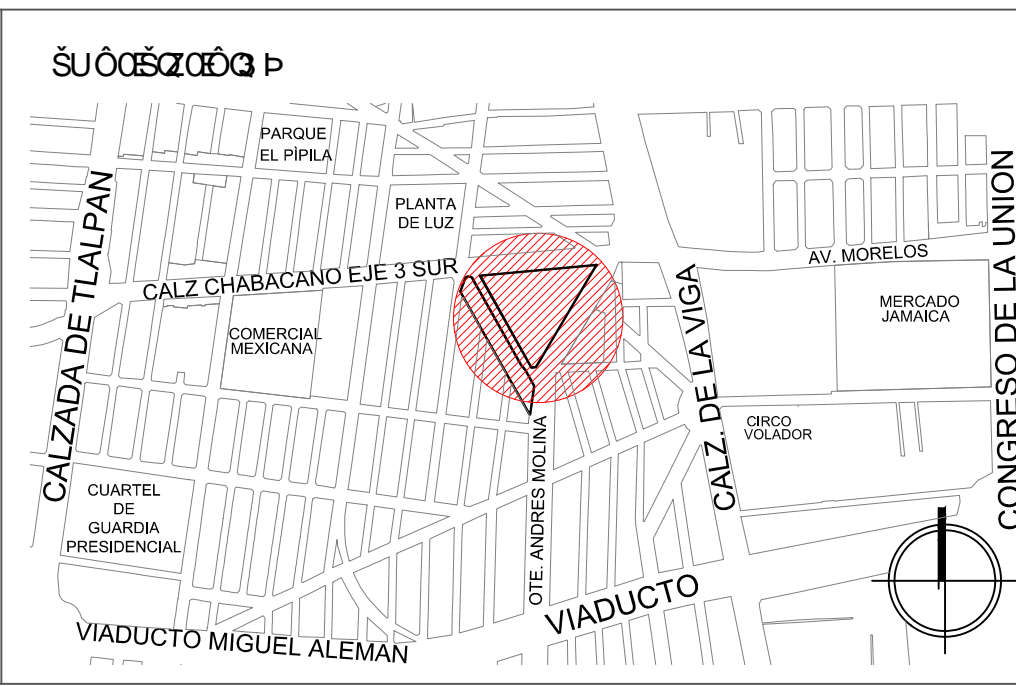 PARQUE
EL PÌPILA
PLANTA
DE LUZ
CALZADA DE TLALPAN
CALZ CHABACANO EJE 3 SUR
COMERCIAL
MEXICANA
AV. MORELOS
MERCADO
JAMAICA
CONGRESO DE LA UNION
CALZ. DE LA VIGA
CIRCO
VOLADOR
CUARTEL
DE
GUARDIA
PRESIDENCIAL
OTE. ANDRES MOLINA
VIADUCTO
VIADUCTO MIGUEL ALEMAN